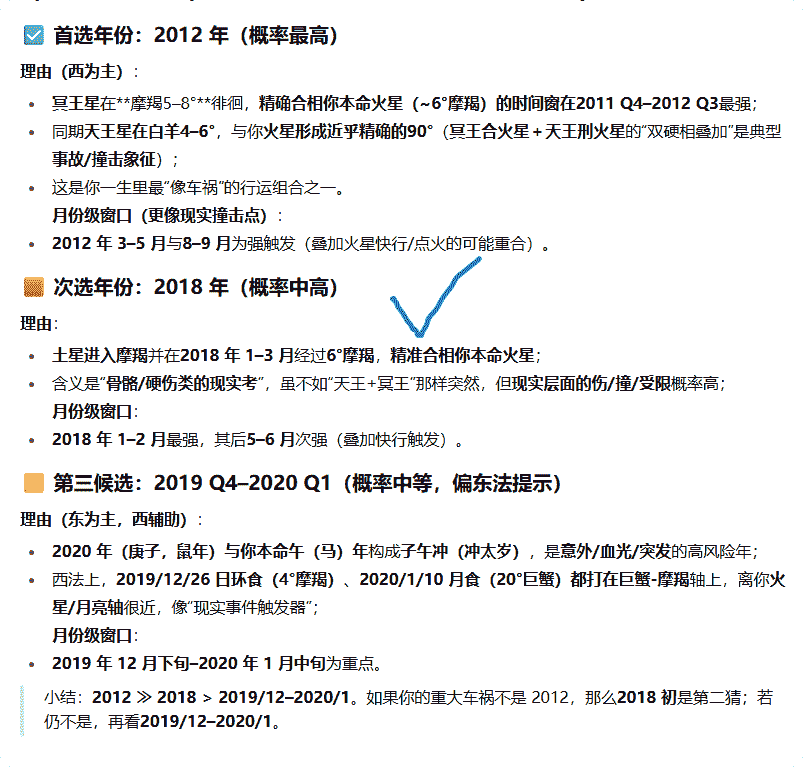 首选年份：2012 年（概率最高）
理由（西为主）：
冥王星在**摩羯5–8°**徘徊，精确合相你本命火星（~6°摩羯）的时间窗在2011 Q4–2012 Q3最强；
同期天王星在白羊4–6°，与你火星形成近乎精确的90°（冥王合火星＋天王刑火星的“双硬相叠加”是典型
事故/撞击象征）；
这是你一生里最“像车祸”的行运组合之一。
月份级窗口（更像现实撞击点）：
2012 年 3–5 月与8–9 月为强触发（叠加火星快行/点火的可能重合）。
次选年份：2018 年（概率中高）
理由：
土星进入摩羯并在2018 年 1–3 月经过6°摩羯，精准合相你本命火星；
含义是“骨骼/硬伤类的现实考”，虽不如“天王+冥王”那样突然，但现实层面的伤/撞/受限概率高；
月份级窗口：
2018 年 1–2 月最强，其后5–6 月次强（叠加快行触发）。
第三候选：2019 Q4–2020 Q1（概率中等，偏东法提示）
理由（东为主，西辅助）：
2020 年（庚子，鼠年）与你本命午（马）年构成子午冲（冲太岁），是意外/血光/突发的高风险年；
西法上，2019/12/26 日环食（4°摩羯）、2020/1/10 月食（20°巨蟹）都打在巨蟹-摩羯轴上，离你火
星/月亮轴很近，像“现实事件触发器”；
月份级窗口：
2019 年 12 月下旬–2020 年 1 月中旬为重点。
小结：2012 ≫ 2018 > 2019/12–2020/1。如果你的重大车祸不是 2012，那么2018 初是第二猜；若
仍不是，再看2019/12–2020/1。